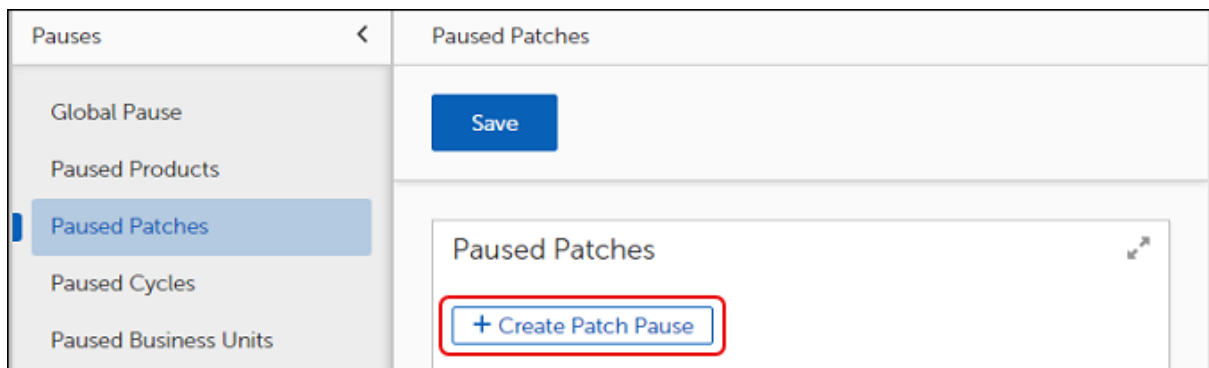 Pauses
Global Pause
Paused Products
Paused Patches
Paused Cycles
Paused Business Units
Paused Patches
Save
Paused Patches
+ Create Patch Pause